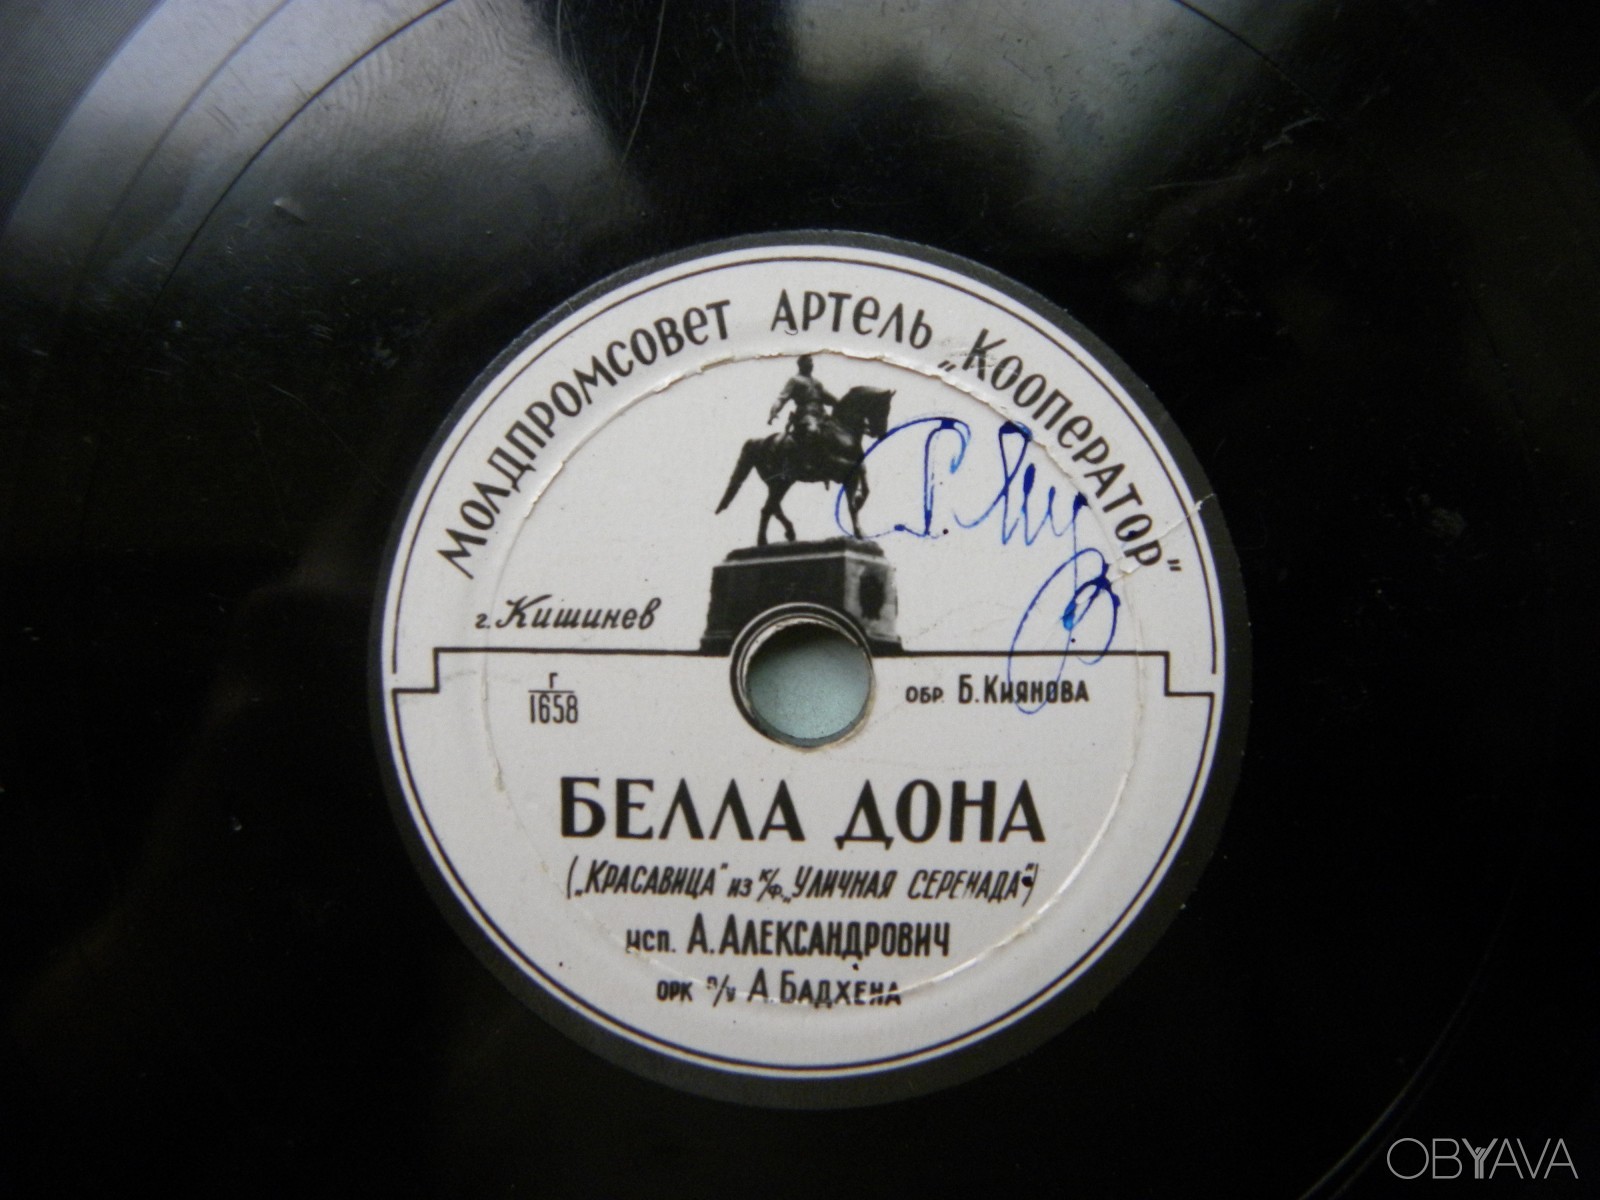 МОЛДПРОМСОВЕТ АРТЕЛЬ „КООПЕРАТОР"
г. Кишинев
Г
1658
ОБР. Б. КИЯНОВА
БЕЛЛА ДОНА
(„КРАСАВИЦА" ИЗ К/Ф. „УЛИЧНАЯ СЕРЕНАДА")
ИСП. А. АЛЕКСАНДРОВИЧ
ОРК П/У А. БАДХЕНА
OBYAVA